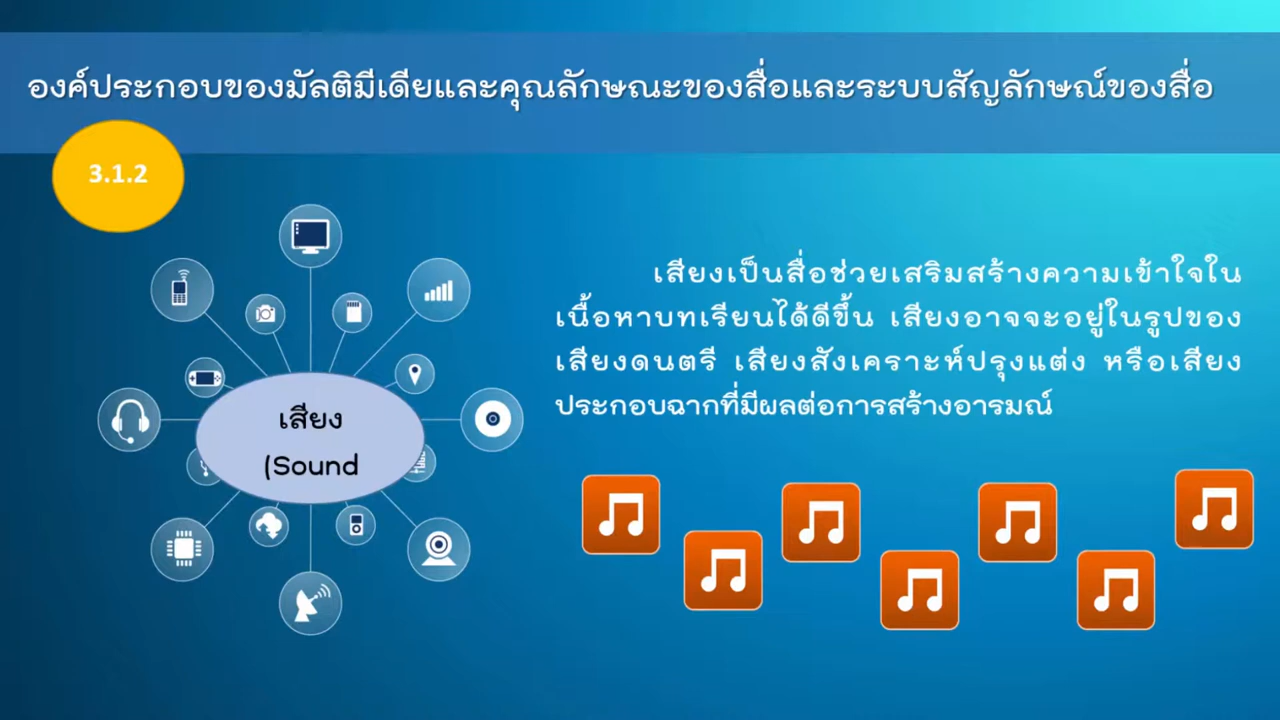 องค์ประกอบของมัลติมีเดียและคุณลักษณะของสื่อและระบบสัญลักษณ์ของสื่อ
3.1.2
เสียงเป็นสื่อช่วยเสริมสร้างความเข้าใจใน
เนื้อหาบทเรียนได้ดีขึ้น เสียงอาจจะอยู่ในรูปของ
เสียงดนตรี เสียงสังเคราะห์ปรุงแต่ง หรือเสียง
ประกอบฉากที่มีผลต่อการสร้างอารมณ์
เสียง
(Sound